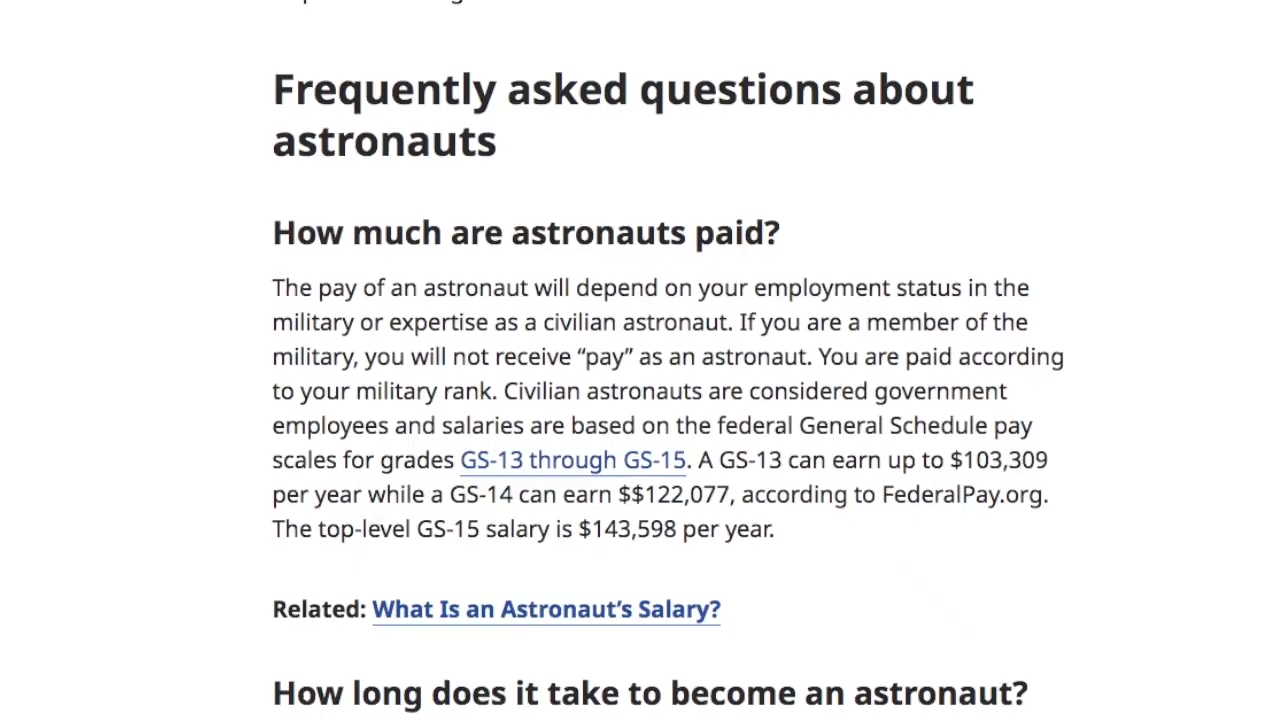 Frequently asked questions about
astronauts
How much are astronauts paid?
The pay of an astronaut will depend on your employment status in the
military or expertise as a civilian astronaut. If you are a member of the
military, you will not receive “pay” as an astronaut. You are paid according
to your military rank. Civilian astronauts are considered government
employees and salaries are based on the federal General Schedule pay
scales for grades GS-13 through GS-15. A GS-13 can earn up to $103,309
per year while a GS-14 can earn $$122,077, according to FederalPay.org.
The top-level GS-15 salary is $143,598 per year.
Related: What Is an Astronaut’s Salary?
How long does it take to become an astronaut?